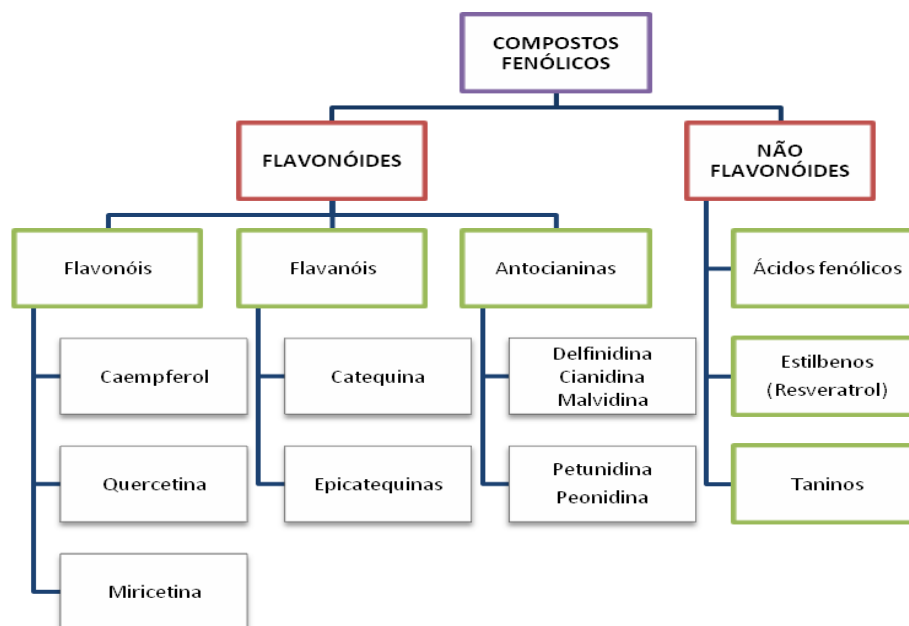 COMPOSTOS
FENÓLICOS
FLAVONÓIDES
NÃO
FLAVONÓIDES
Flavonóis
Flavanóis
Antocianinas
Ácidos fenólicos
Caempferol
Catequina
Delfinidina
Cianidina
Malvidina
Estilbenos
(Resveratrol)
Quercetina
Epicatequinas
Petunidina
Peonidina
Taninos
Miricetina